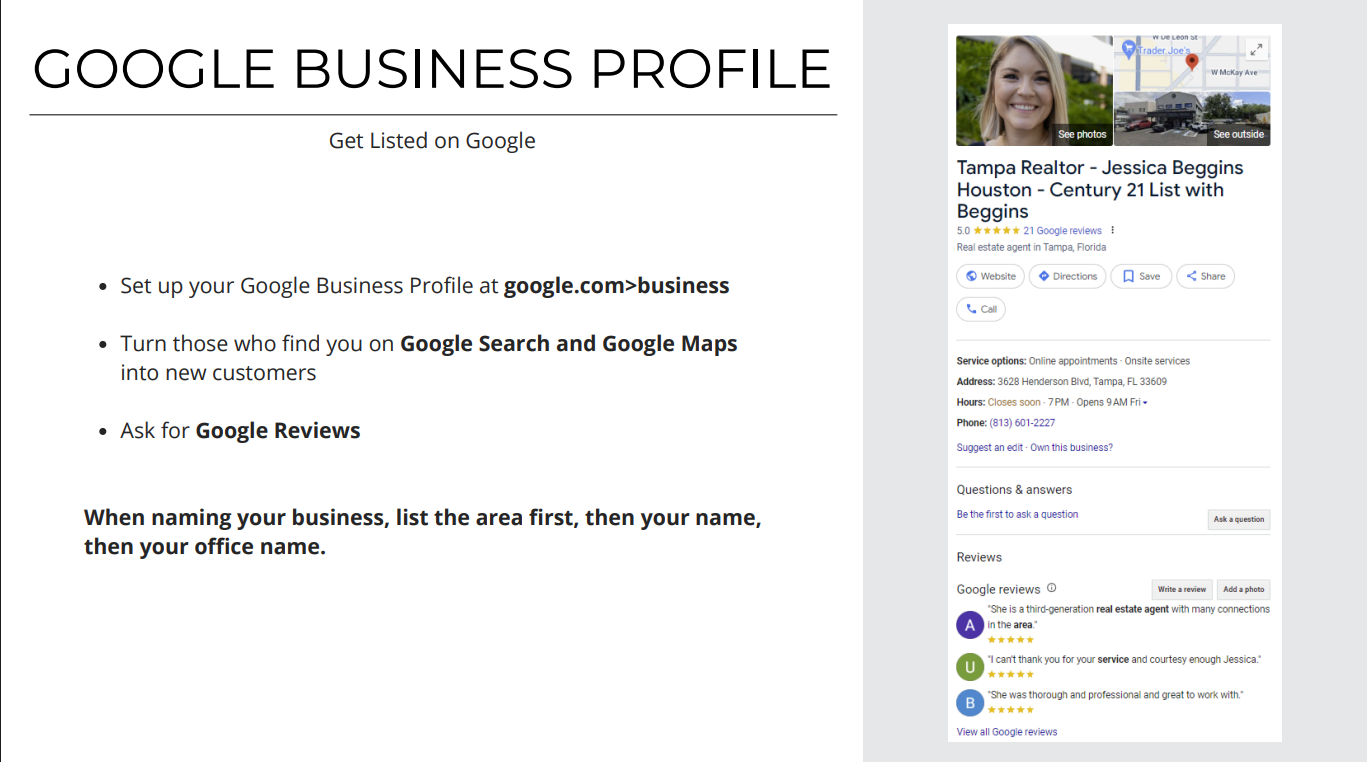 GOOGLE BUSINESS PROFILE
Get Listed on Google
• Set up your Google Business Profile at google.com>business
• Turn those who find you on Google Search and Google Maps
into new customers
• Ask for Google Reviews
When naming your business, list the area first, then your name,
then your office name.
W De Leon St
Trader Joe's
W McKay Ave
See photos
See outside
Tampa Realtor - Jessica Beggins
Houston - Century 21 List with
Beggins
5.0 ★★★★★ 21 Google reviews
Real estate agent in Tampa, Florida
Website Directions Save Share
Call
Service options: Online appointments · Onsite services
Address: 3628 Henderson Blvd, Tampa, FL 33609
Hours: Closes soon · 7 PM · Opens 9 AM Fri
Phone: (813) 601-2227
Suggest an edit · Own this business?
Questions & answers
Be the first to ask a question
Ask a question
Reviews
Google reviews
Write a review Add a photo
A "She is a third-generation real estate agent with many connections
in the area."
★★★★★
U "I can't thank you for your service and courtesy enough Jessica."
★★★★★
B "She was thorough and professional and great to work with."
★★★★★
View all Google reviews